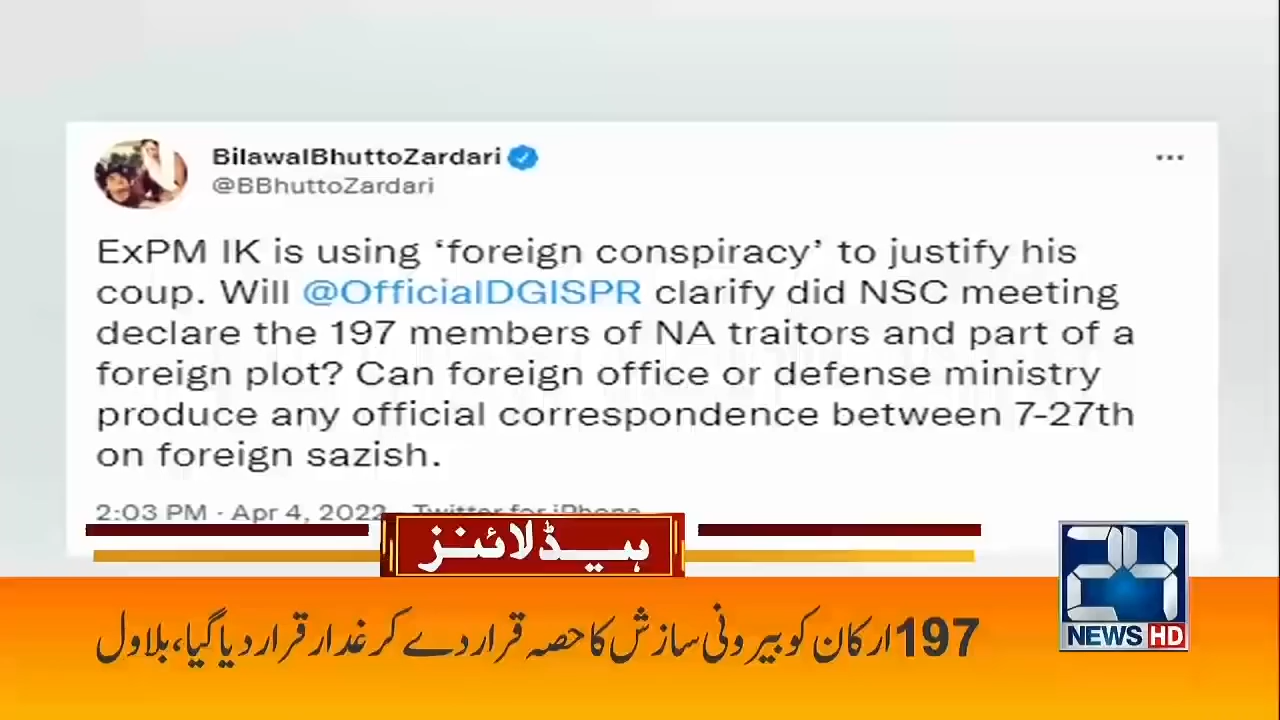 BilawalBhuttoZardari
@BBhuttoZardari
ExPM IK is using ‘foreign conspiracy’ to justify his
coup. Will @OfficialDGISPR clarify did NSC meeting
declare the 197 members of NA traitors and part of a
foreign plot? Can foreign office or defense ministry
produce any official correspondence between 7-27th
on foreign sazish.
2:03 PM · Apr 4, 2022 Twitter for iPhone
ہیڈلائنز
197 ارکان کو بیرونی سازش کا حصہ قرار دے کر غدار قرار دیا گیا، بلاول
24
NEWS HD